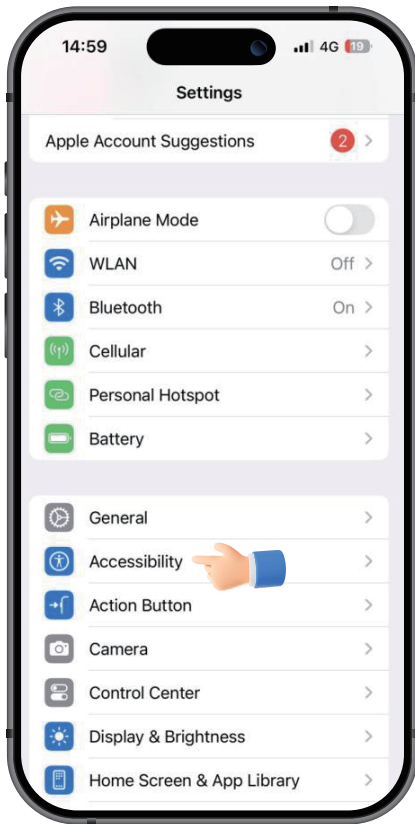 14:59 4G 19
Settings
Apple Account Suggestions 2
Airplane Mode
WLAN Off
Bluetooth On
Cellular
Personal Hotspot
Battery
General
Accessibility
Action Button
Camera
Control Center
Display & Brightness
Home Screen & App Library